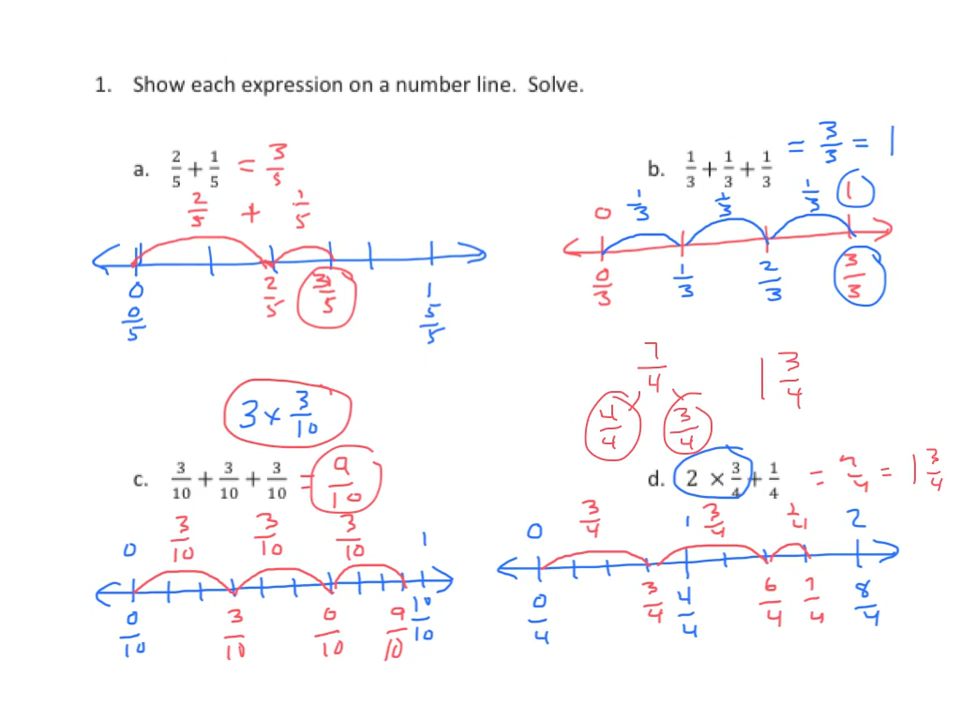 1. Show each expression on a number line. Solve.
a. 2/5 + 1/5 = 3/5
2/5 + 1/5
0 2/5 3/5 1
0/5 5/5
b. 1/3 + 1/3 + 1/3 = 3/3 = 1
0 1/3 1/3 1/3 1
0/3 1/3 2/3 3/3
3 x 3/10
c. 3/10 + 3/10 + 3/10 = 9/10
0 3/10 3/10 3/10 1
0/10 3/10 6/10 9/10 10/10
7/4 1 3/4
4/4 3/4
d. 2 × 3/4 + 1/4 = 7/4 = 1 3/4
0 3/4 1 3/4 2
0/4 3/4 4/4 6/4 7/4 8/4